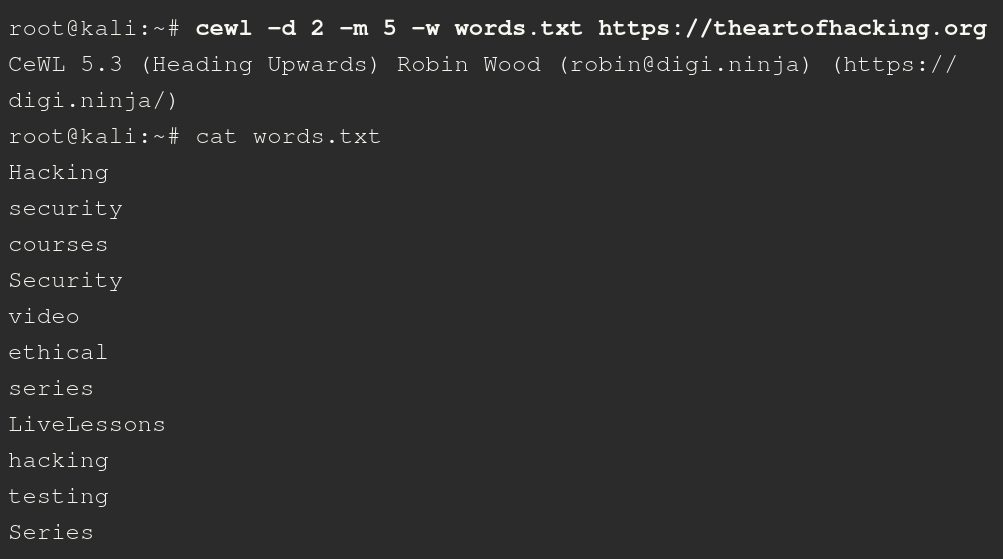 root@kali:~# cewl –d 2 –m 5 –w words.txt https://theartofhacking.org
CeWL 5.3 (Heading Upwards) Robin Wood (robin@digi.ninja) (https://
digi.ninja/)
root@kali:~# cat words.txt
Hacking
security
courses
Security
video
ethical
series
LiveLessons
hacking
testing
Series